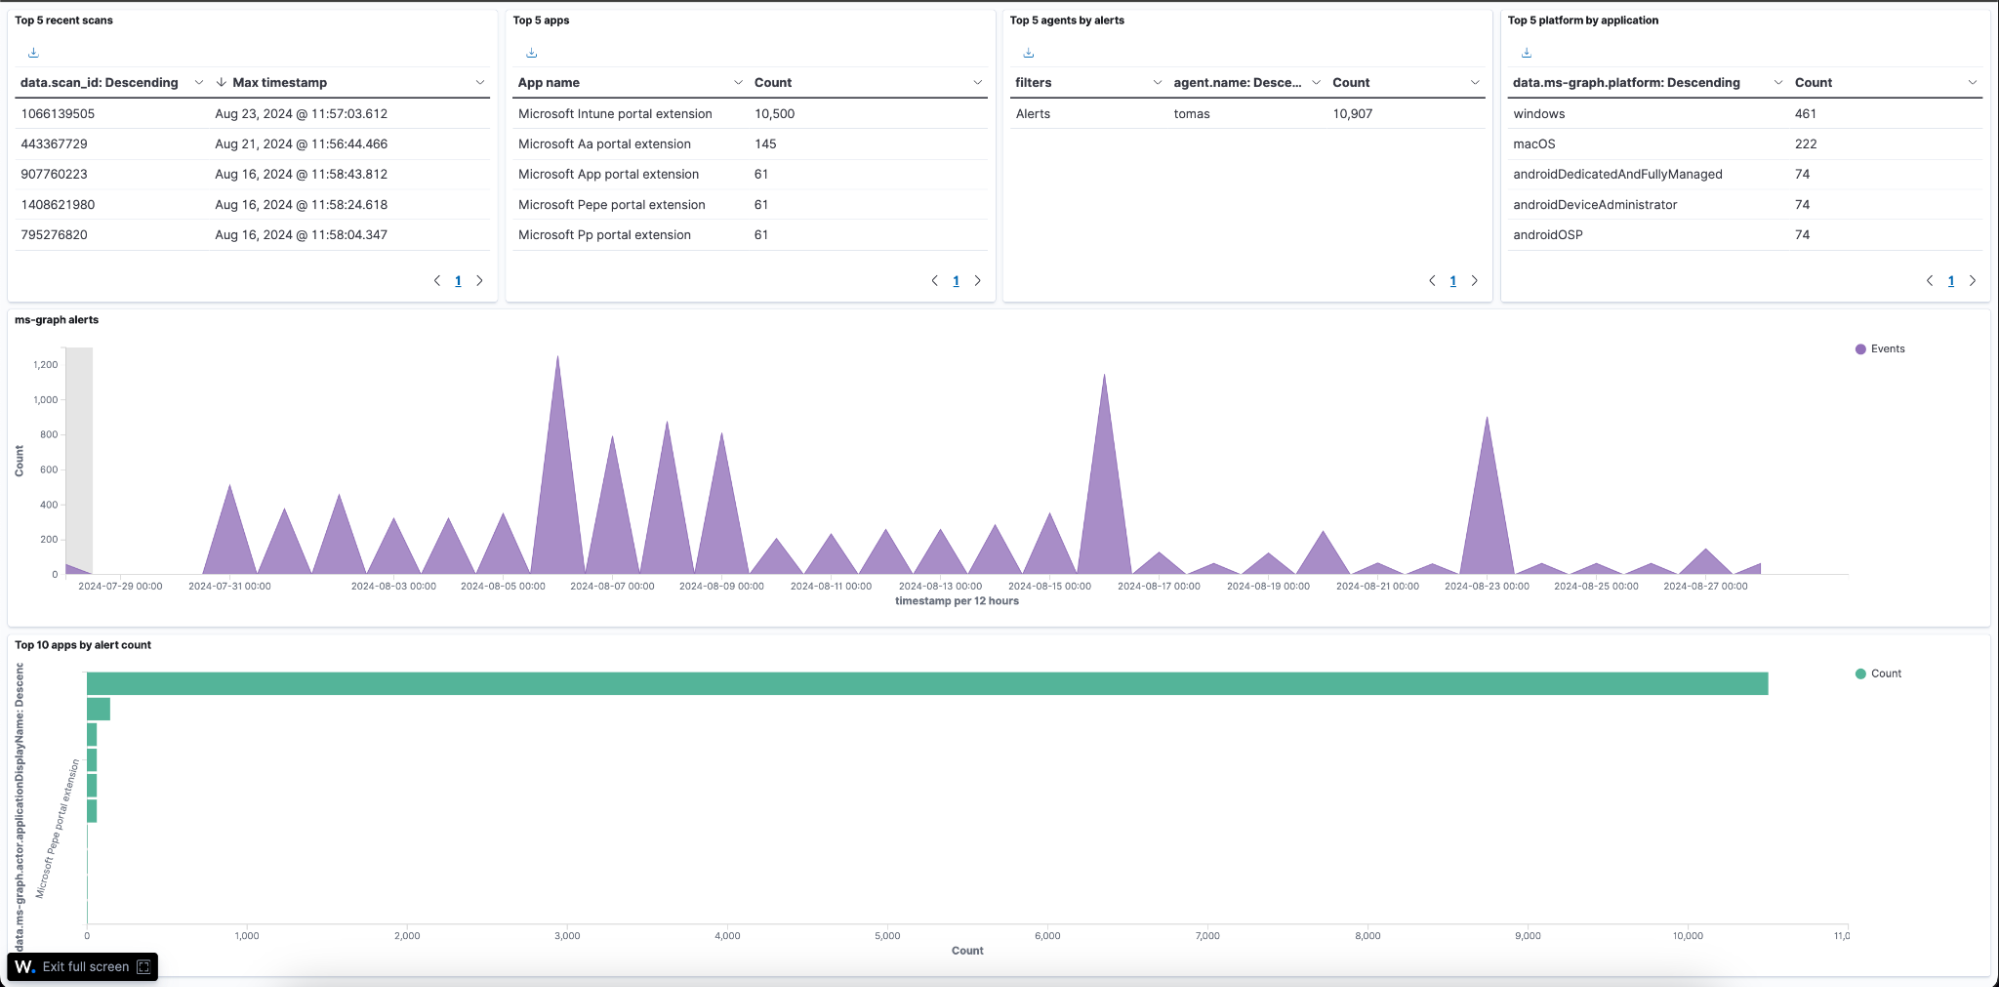 Top 5 recent scans
data.scan_id: Descending Max timestamp
1066139505 Aug 23, 2024 @ 11:57:03.612
443367729 Aug 21, 2024 @ 11:56:44.466
907760223 Aug 16, 2024 @ 11:58:43.812
1408621980 Aug 16, 2024 @ 11:58:24.618
795276820 Aug 16, 2024 @ 11:58:04.347
1
Top 5 apps
App name Count
Microsoft Intune portal extension 10,500
Microsoft Aa portal extension 145
Microsoft App portal extension 61
Microsoft Pepe portal extension 61
Microsoft Pp portal extension 61
1
Top 5 agents by alerts
filters agent.name: Desce... Count
Alerts tomas 10,907
1
Top 5 platform by application
data.ms-graph.platform: Descending Count
windows 461
macOS 222
androidDedicatedAndFullyManaged 74
androidDeviceAdministrator 74
androidOSP 74
1
ms-graph alerts
Events
Count
1,200
1,000
800
600
400
200
0
2024-07-29 00:00 2024-07-31 00:00 2024-08-03 00:00 2024-08-05 00:00 2024-08-07 00:00 2024-08-09 00:00 2024-08-11 00:00 2024-08-13 00:00 2024-08-15 00:00 2024-08-17 00:00 2024-08-19 00:00 2024-08-21 00:00 2024-08-23 00:00 2024-08-25 00:00 2024-08-27 00:00
timestamp per 12 hours
Top 10 apps by alert count
Count
data.ms-graph.actor.applicationDisplayName: Descenc
Microsoft Pepe portal extension
0 1,000 2,000 3,000 4,000 5,000 6,000 7,000 8,000 9,000 10,000 11,0
Count
W. Exit full screen